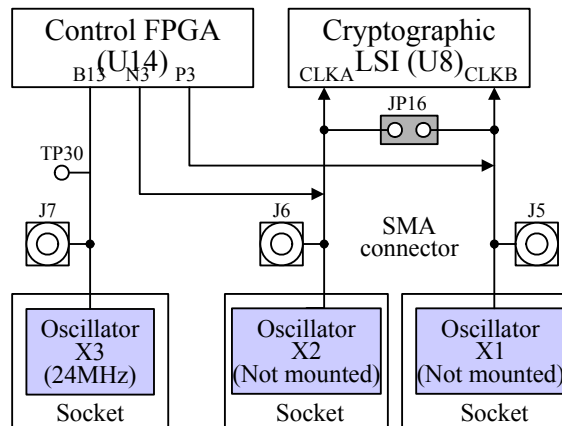 Control FPGA
(U14)
B13 N3 P3
Cryptographic
LSI (U8)
CLKA CLKB
JP16
TP30
J7
J6
J5
SMA
connector
Oscillator
X3
(24MHz)
Socket
Oscillator
X2
(Not mounted)
Socket
Oscillator
X1
(Not mounted)
Socket